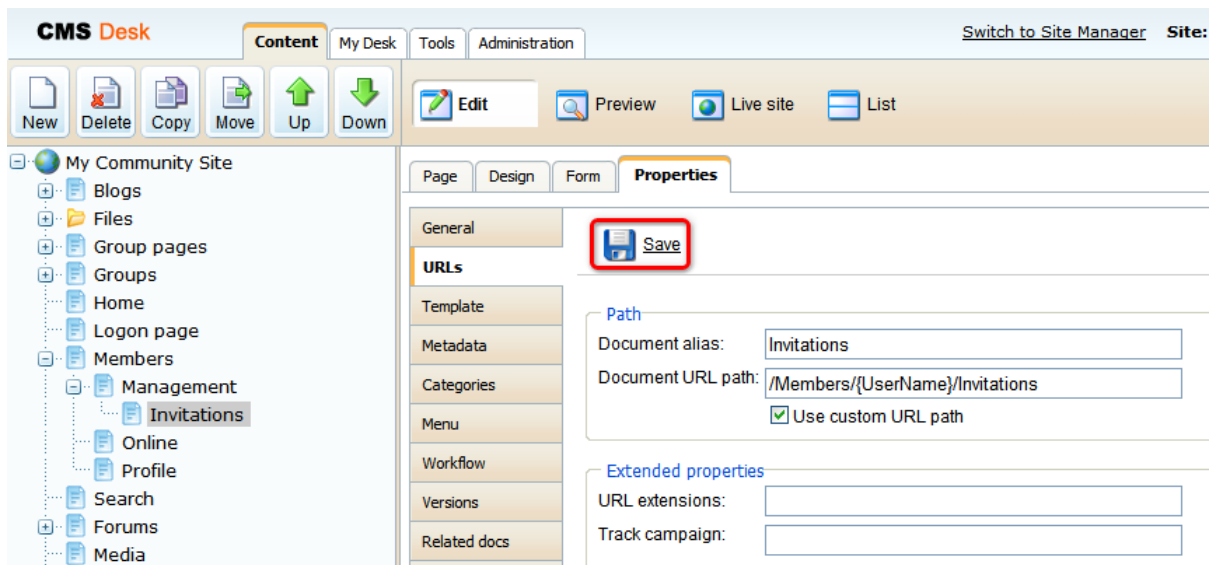 CMS Desk
Content My Desk Tools Administration
Switch to Site Manager Site:
New Delete Copy Move Up Down
Edit Preview Live site List
My Community Site
Blogs
Files
Group pages
Groups
Home
Logon page
Members
Management
Invitations
Online
Profile
Search
Forums
Media
Page Design Form Properties
General
URLs
Template
Metadata
Categories
Menu
Workflow
Versions
Related docs
Save
Path
Document alias: Invitations
Document URL path: /Members/{UserName}/Invitations
Use custom URL path
Extended properties
URL extensions:
Track campaign: